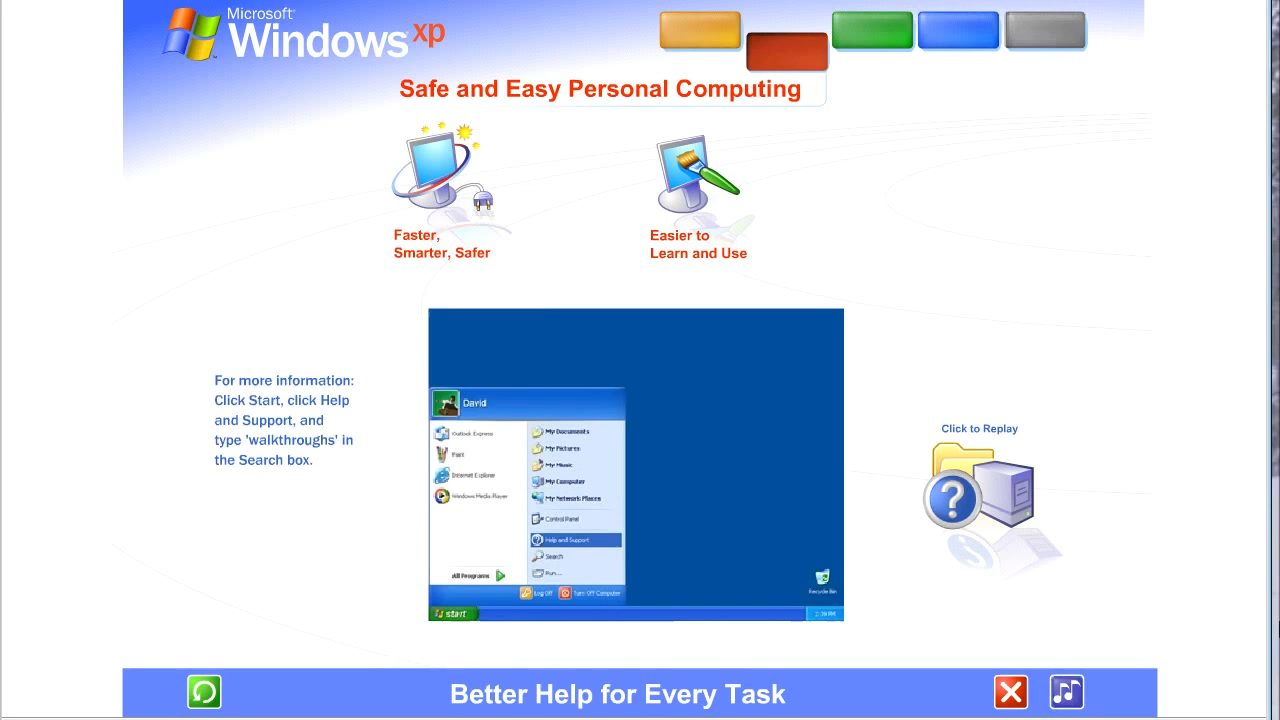 Microsoft®
Windows xp
Safe and Easy Personal Computing
Faster,
Smarter, Safer
Easier to
Learn and Use
For more information:
Click Start, click Help
and Support, and
type 'walkthroughs' in
the Search box.
David
Outlook Express
Paint
Internet Explorer
Windows Media Player
All Programs
My Documents
My Pictures
My Music
My Computer
My Network Places
Control Panel
Help and Support
Search
Run...
Log Off
Turn Off Computer
Recycle Bin
start
2:39 PM
Click to Replay
Better Help for Every Task